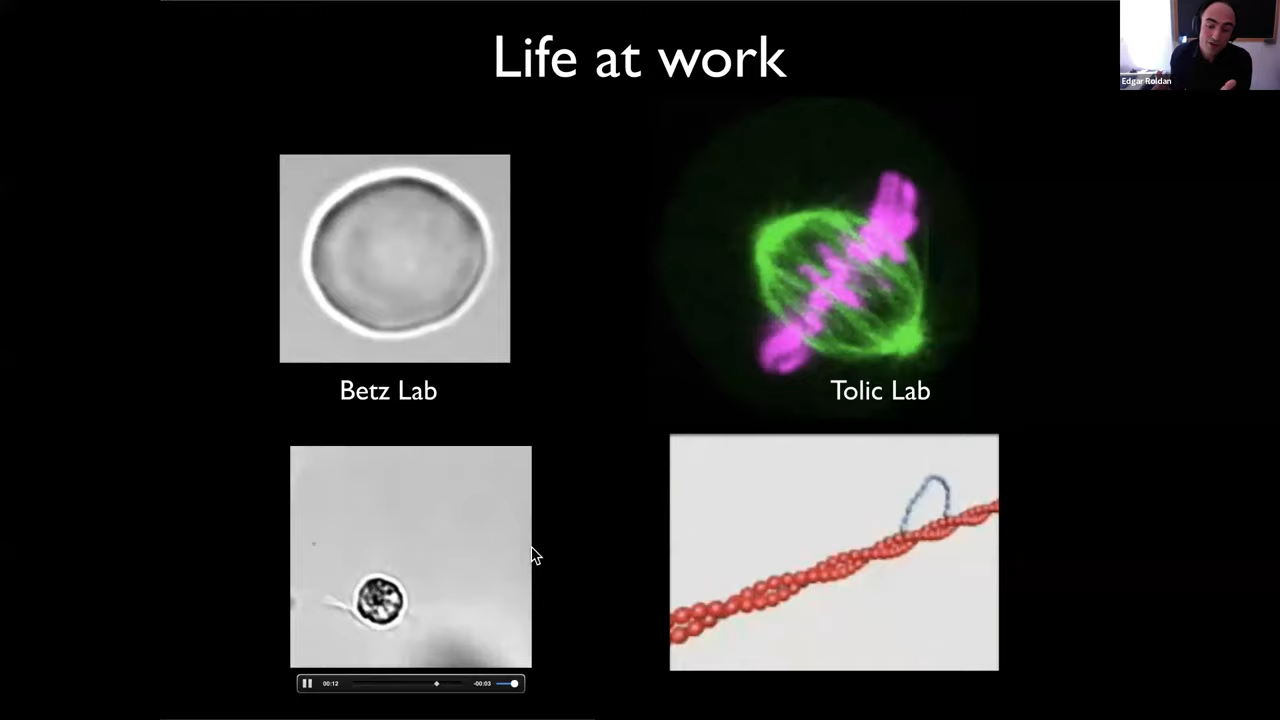 Life at work
Edgar Roldan
Betz Lab
Tolic Lab
00:12
-00:03